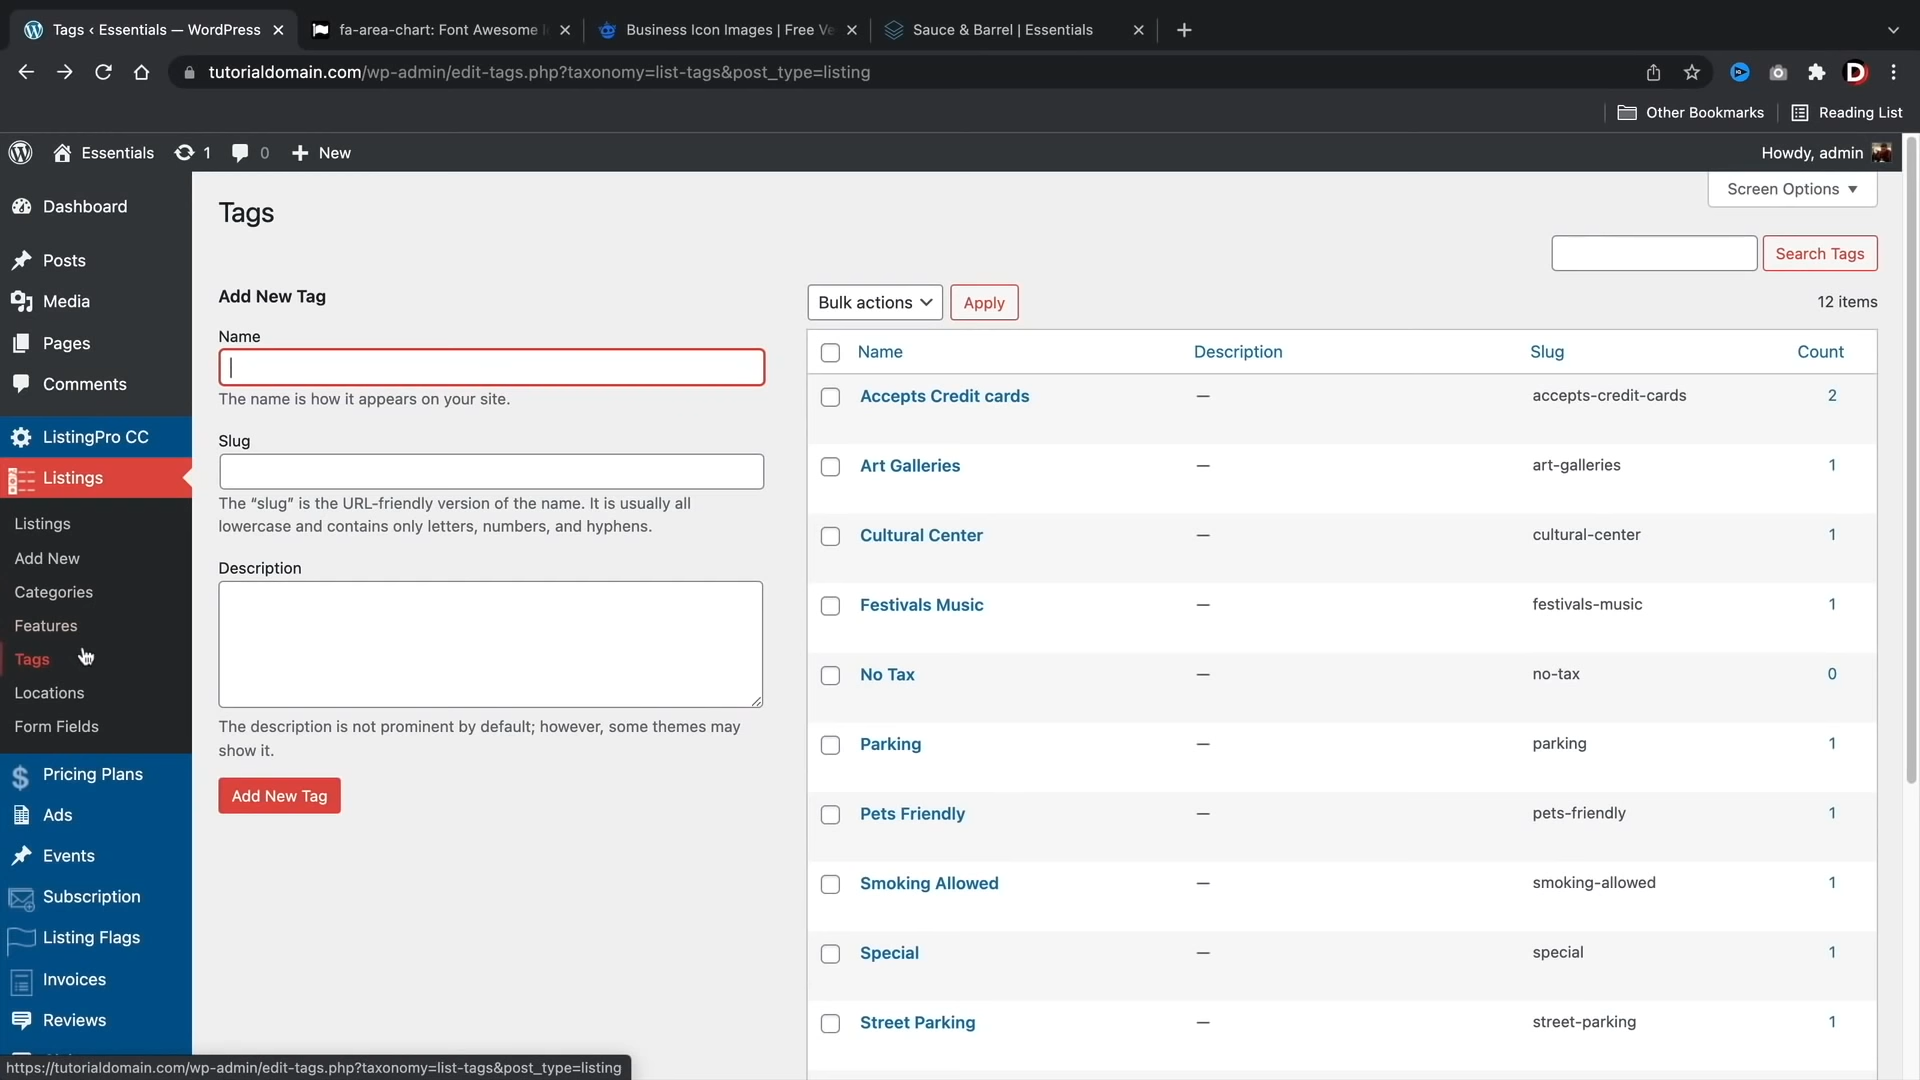 Tags ‹ Essentials — WordPress
fa-area-chart: Font Awesome
Business Icon Images | Free Ve
Sauce & Barrel | Essentials
tutorialdomain.com/wp-admin/edit-tags.php?taxonomy=list-tags&post_type=listing
Other Bookmarks
Reading List
Essentials
1
0
New
Howdy, admin
Dashboard
Posts
Media
Pages
Comments
ListingPro CC
Listings
Listings
Add New
Categories
Features
Tags
Locations
Form Fields
Pricing Plans
Ads
Events
Subscription
Listing Flags
Invoices
Reviews
Tags
Screen Options
Search Tags
Add New Tag
Name
The name is how it appears on your site.
Slug
The “slug” is the URL-friendly version of the name. It is usually all
lowercase and contains only letters, numbers, and hyphens.
Description
The description is not prominent by default; however, some themes may
show it.
Add New Tag
Bulk actions
Apply
12 items
Name Description Slug Count
Accepts Credit cards — accepts-credit-cards 2
Art Galleries — art-galleries 1
Cultural Center — cultural-center 1
Festivals Music — festivals-music 1
No Tax — no-tax 0
Parking — parking 1
Pets Friendly — pets-friendly 1
Smoking Allowed — smoking-allowed 1
Special — special 1
Street Parking — street-parking 1
https://tutorialdomain.com/wp-admin/edit-tags.php?taxonomy=list-tags&post_type=listing